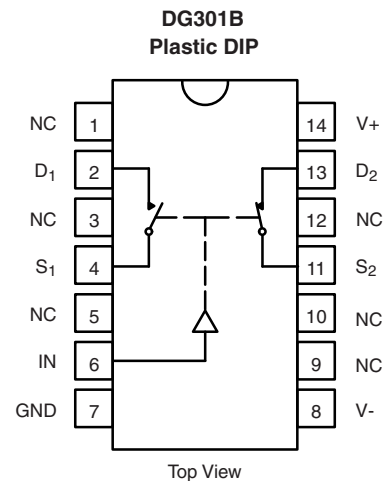 DG301B
Plastic DIP
NC 1 14 V+
D1 2 13 D2
NC 3 12 NC
S1 4 11 S2
NC 5 10 NC
IN 6 9 NC
GND 7 8 V-
Top View